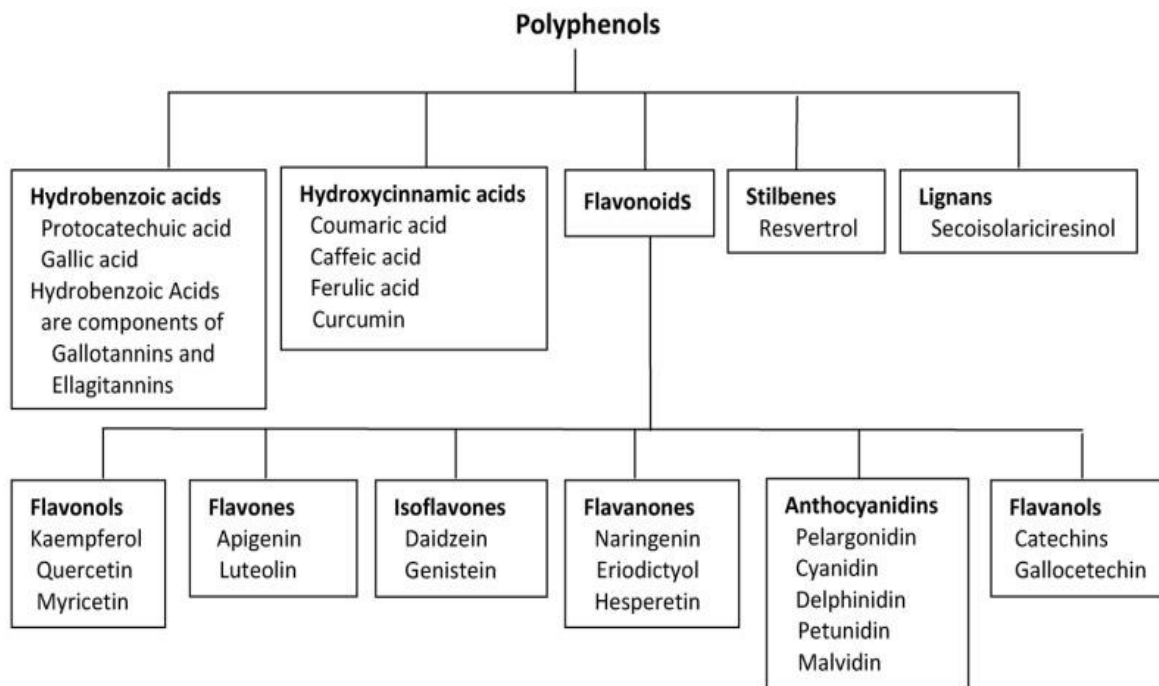 Polyphenols
Hydrobenzoic acids
Protocatechuic acid
Gallic acid
Hydrobenzoic Acids
are components of
Gallotannins and
Ellagitannins
Hydroxycinnamic acids
Coumaric acid
Caffeic acid
Ferulic acid
Curcumin
FlavonoidS
Stilbenes
Resvertrol
Lignans
Secoisolariciresinol
Flavonols
Kaempferol
Quercetin
Myricetin
Flavones
Apigenin
Luteolin
Isoflavones
Daidzein
Genistein
Flavanones
Naringenin
Eriodictyol
Hesperetin
Anthocyanidins
Pelargonidin
Cyanidin
Delphinidin
Petunidin
Malvidin
Flavanols
Catechins
Gallocetechin